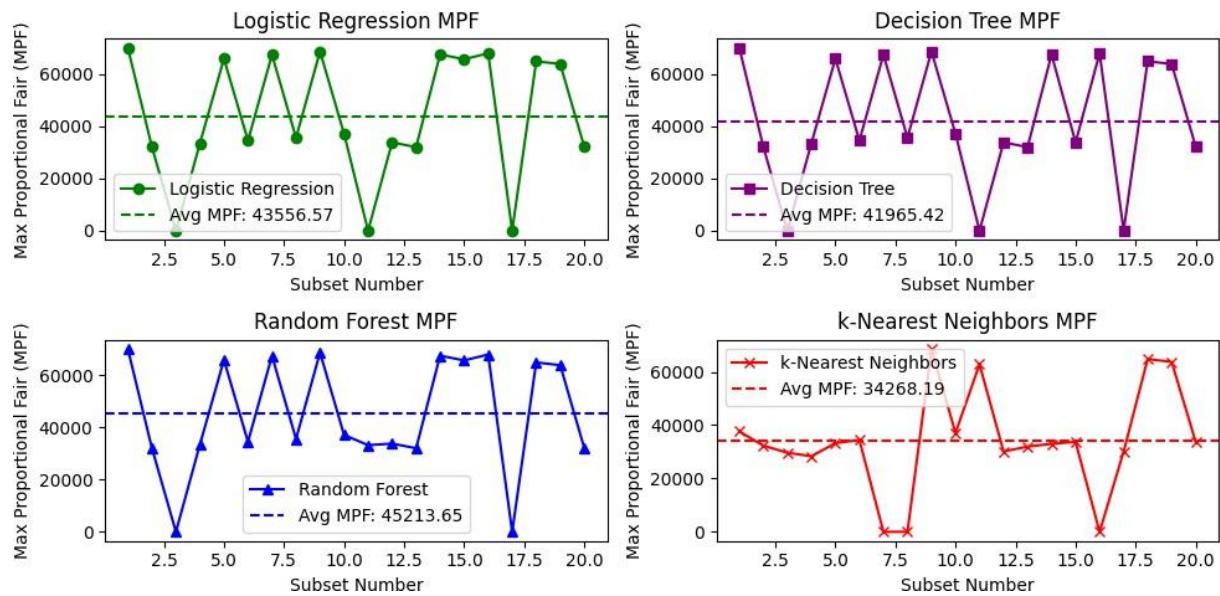 Logistic Regression MPF
Max Proportional Fair (MPF)
60000
40000
20000
0
Logistic Regression
Avg MPF: 43556.57
2.5 5.0 7.5 10.0 12.5 15.0 17.5 20.0
Subset Number
Decision Tree MPF
Max Proportional Fair (MPF)
60000
40000
20000
0
Decision Tree
Avg MPF: 41965.42
2.5 5.0 7.5 10.0 12.5 15.0 17.5 20.0
Subset Number
Random Forest MPF
Max Proportional Fair (MPF)
60000
40000
20000
0
Random Forest
Avg MPF: 45213.65
2.5 5.0 7.5 10.0 12.5 15.0 17.5 20.0
Subset Number
k-Nearest Neighbors MPF
Max Proportional Fair (MPF)
60000
40000
20000
0
k-Nearest Neighbors
Avg MPF: 34268.19
2.5 5.0 7.5 10.0 12.5 15.0 17.5 20.0
Subset Number